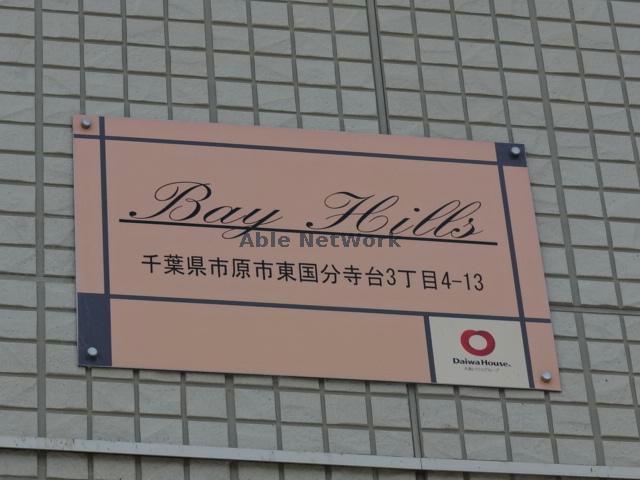 Bay Hills
Able NetWork
千葉県市原市東国分寺台3丁目4-13
Daiwa House®